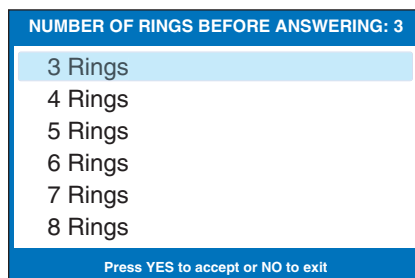 NUMBER OF RINGS BEFORE ANSWERING: 3
3 Rings
4 Rings
5 Rings
6 Rings
7 Rings
8 Rings
Press YES to accept or NO to exit